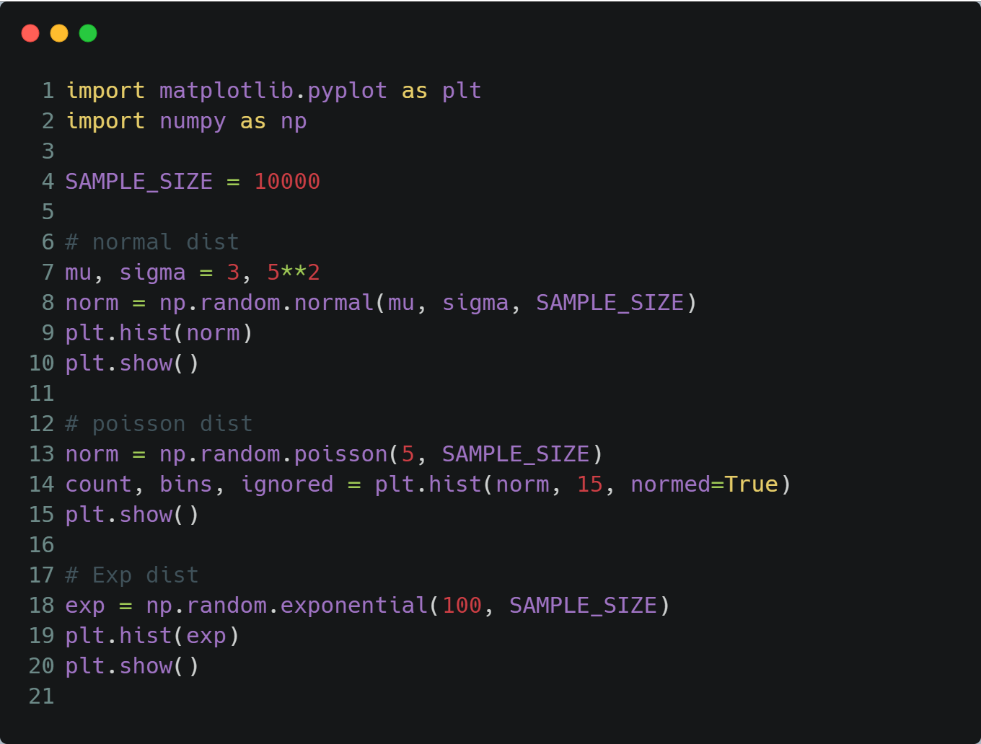 1 import matplotlib.pyplot as plt
2 import numpy as np
3
4 SAMPLE_SIZE = 10000
5
6 # normal dist
7 mu, sigma = 3, 5**2
8 norm = np.random.normal(mu, sigma, SAMPLE_SIZE)
9 plt.hist(norm)
10 plt.show()
11
12 # poisson dist
13 norm = np.random.poisson(5, SAMPLE_SIZE)
14 count, bins, ignored = plt.hist(norm, 15, normed=True)
15 plt.show()
16
17 # Exp dist
18 exp = np.random.exponential(100, SAMPLE_SIZE)
19 plt.hist(exp)
20 plt.show()
21